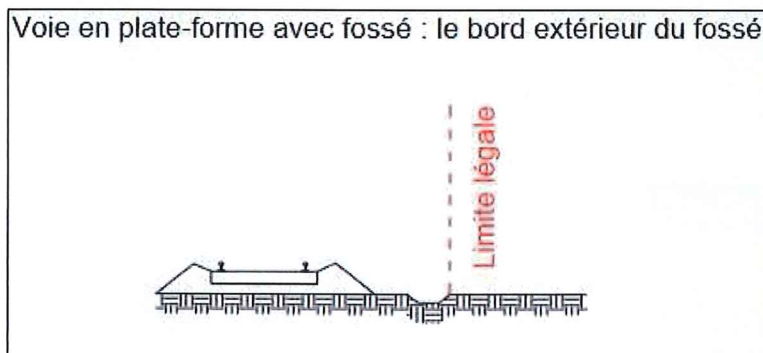 Voie en plate-forme avec fossé : le bord extérieur du fossé
Limite légale